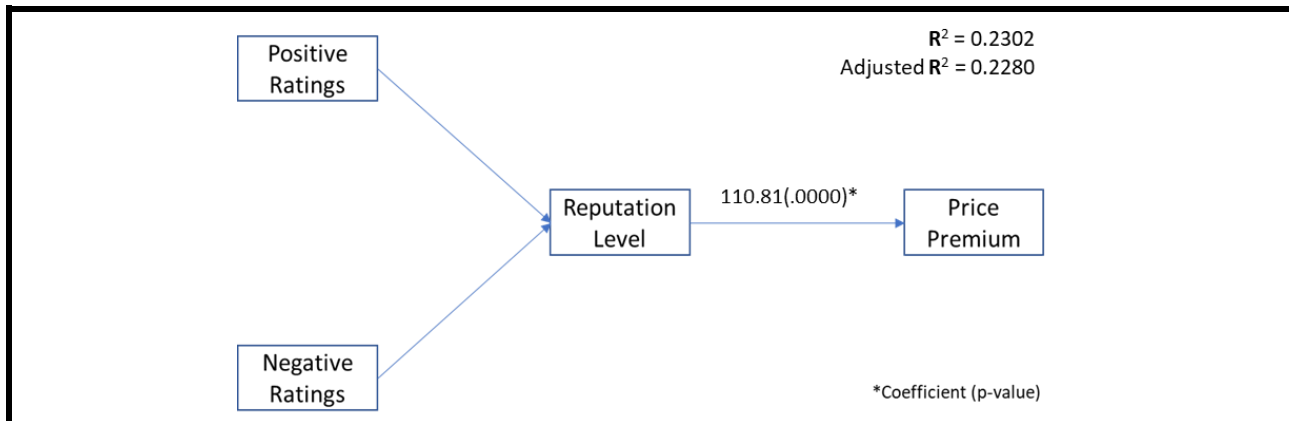 Positive
Ratings
R² = 0.2302
Adjusted R² = 0.2280
Reputation
Level
110.81(.0000)*
Price
Premium
Negative
Ratings
*Coefficient (p-value)